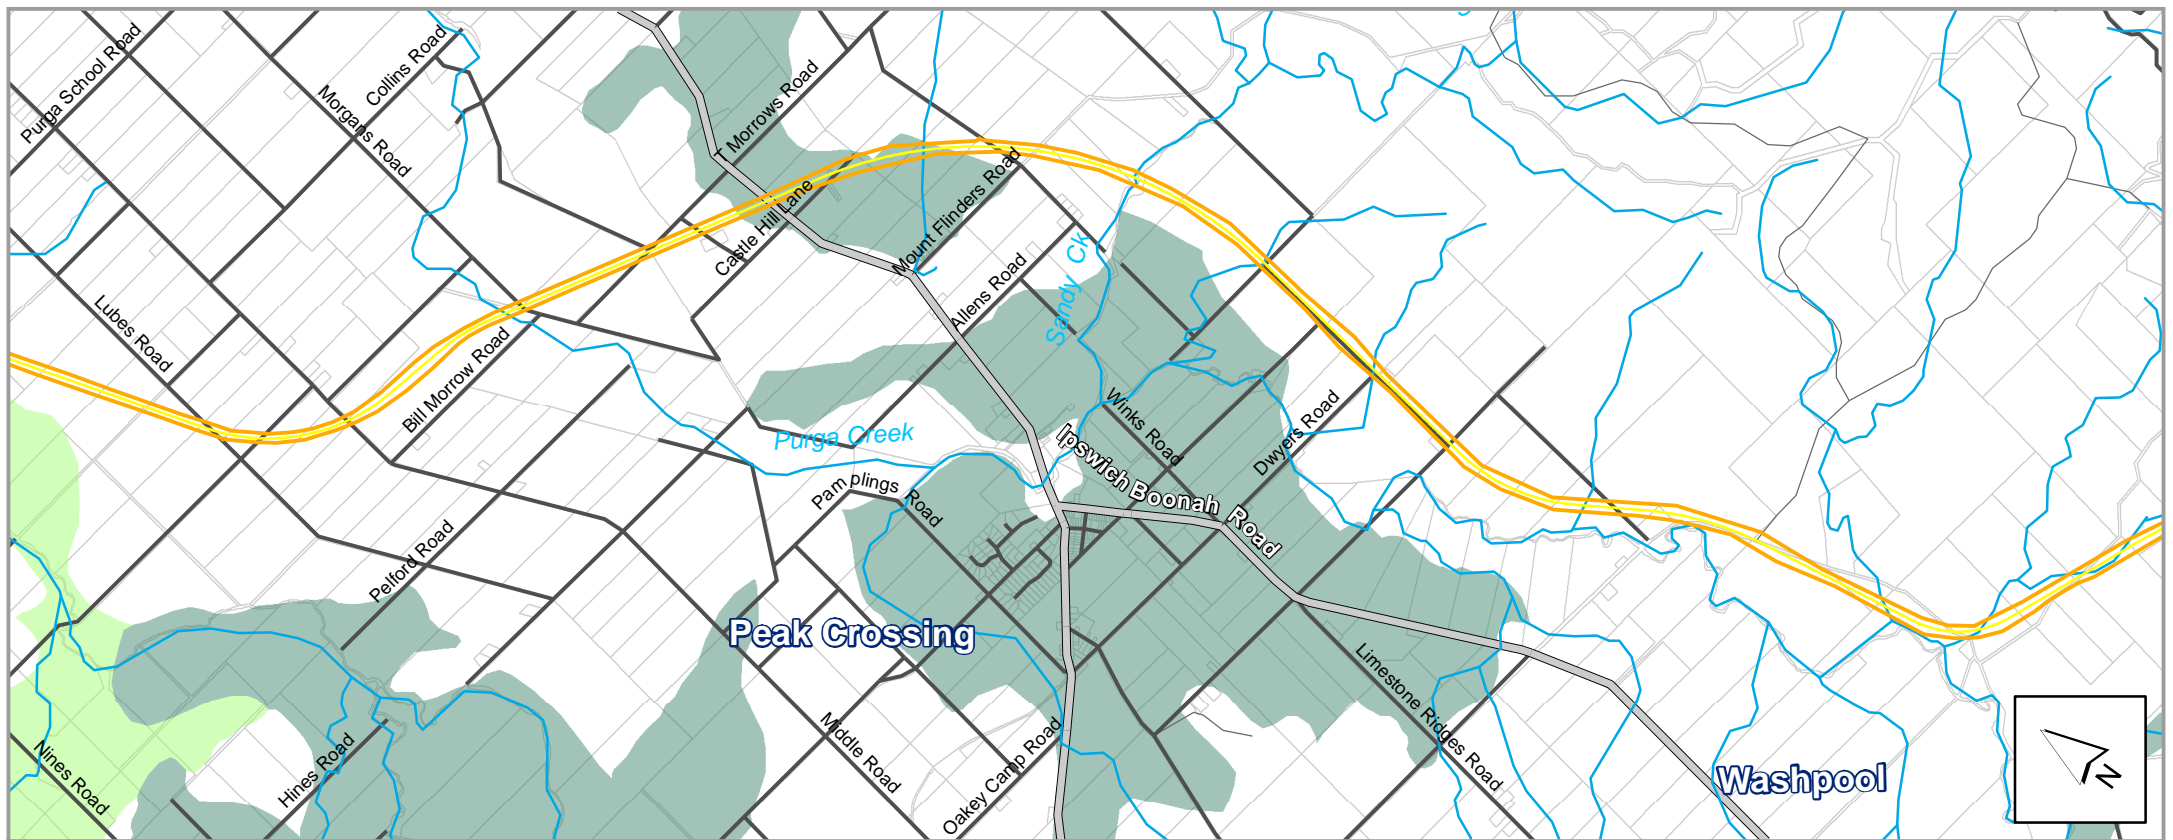 Purga School Road
Collins Road
Morgans Road
T Morrows Road
Castle Hill Lane
Mount Flinders Road
Allens Road
Sandy Ck
Lubes Road
Bill Morrow Road
Purga Creek
Winks Road
Dwyers Road
Ipswich Boonah Road
Pamplings Road
Pelford Road
Peak Crossing
Limestone Ridges Road
Middle Road
Oakey Camp Road
Hines Road
Nines Road
Washpool
N